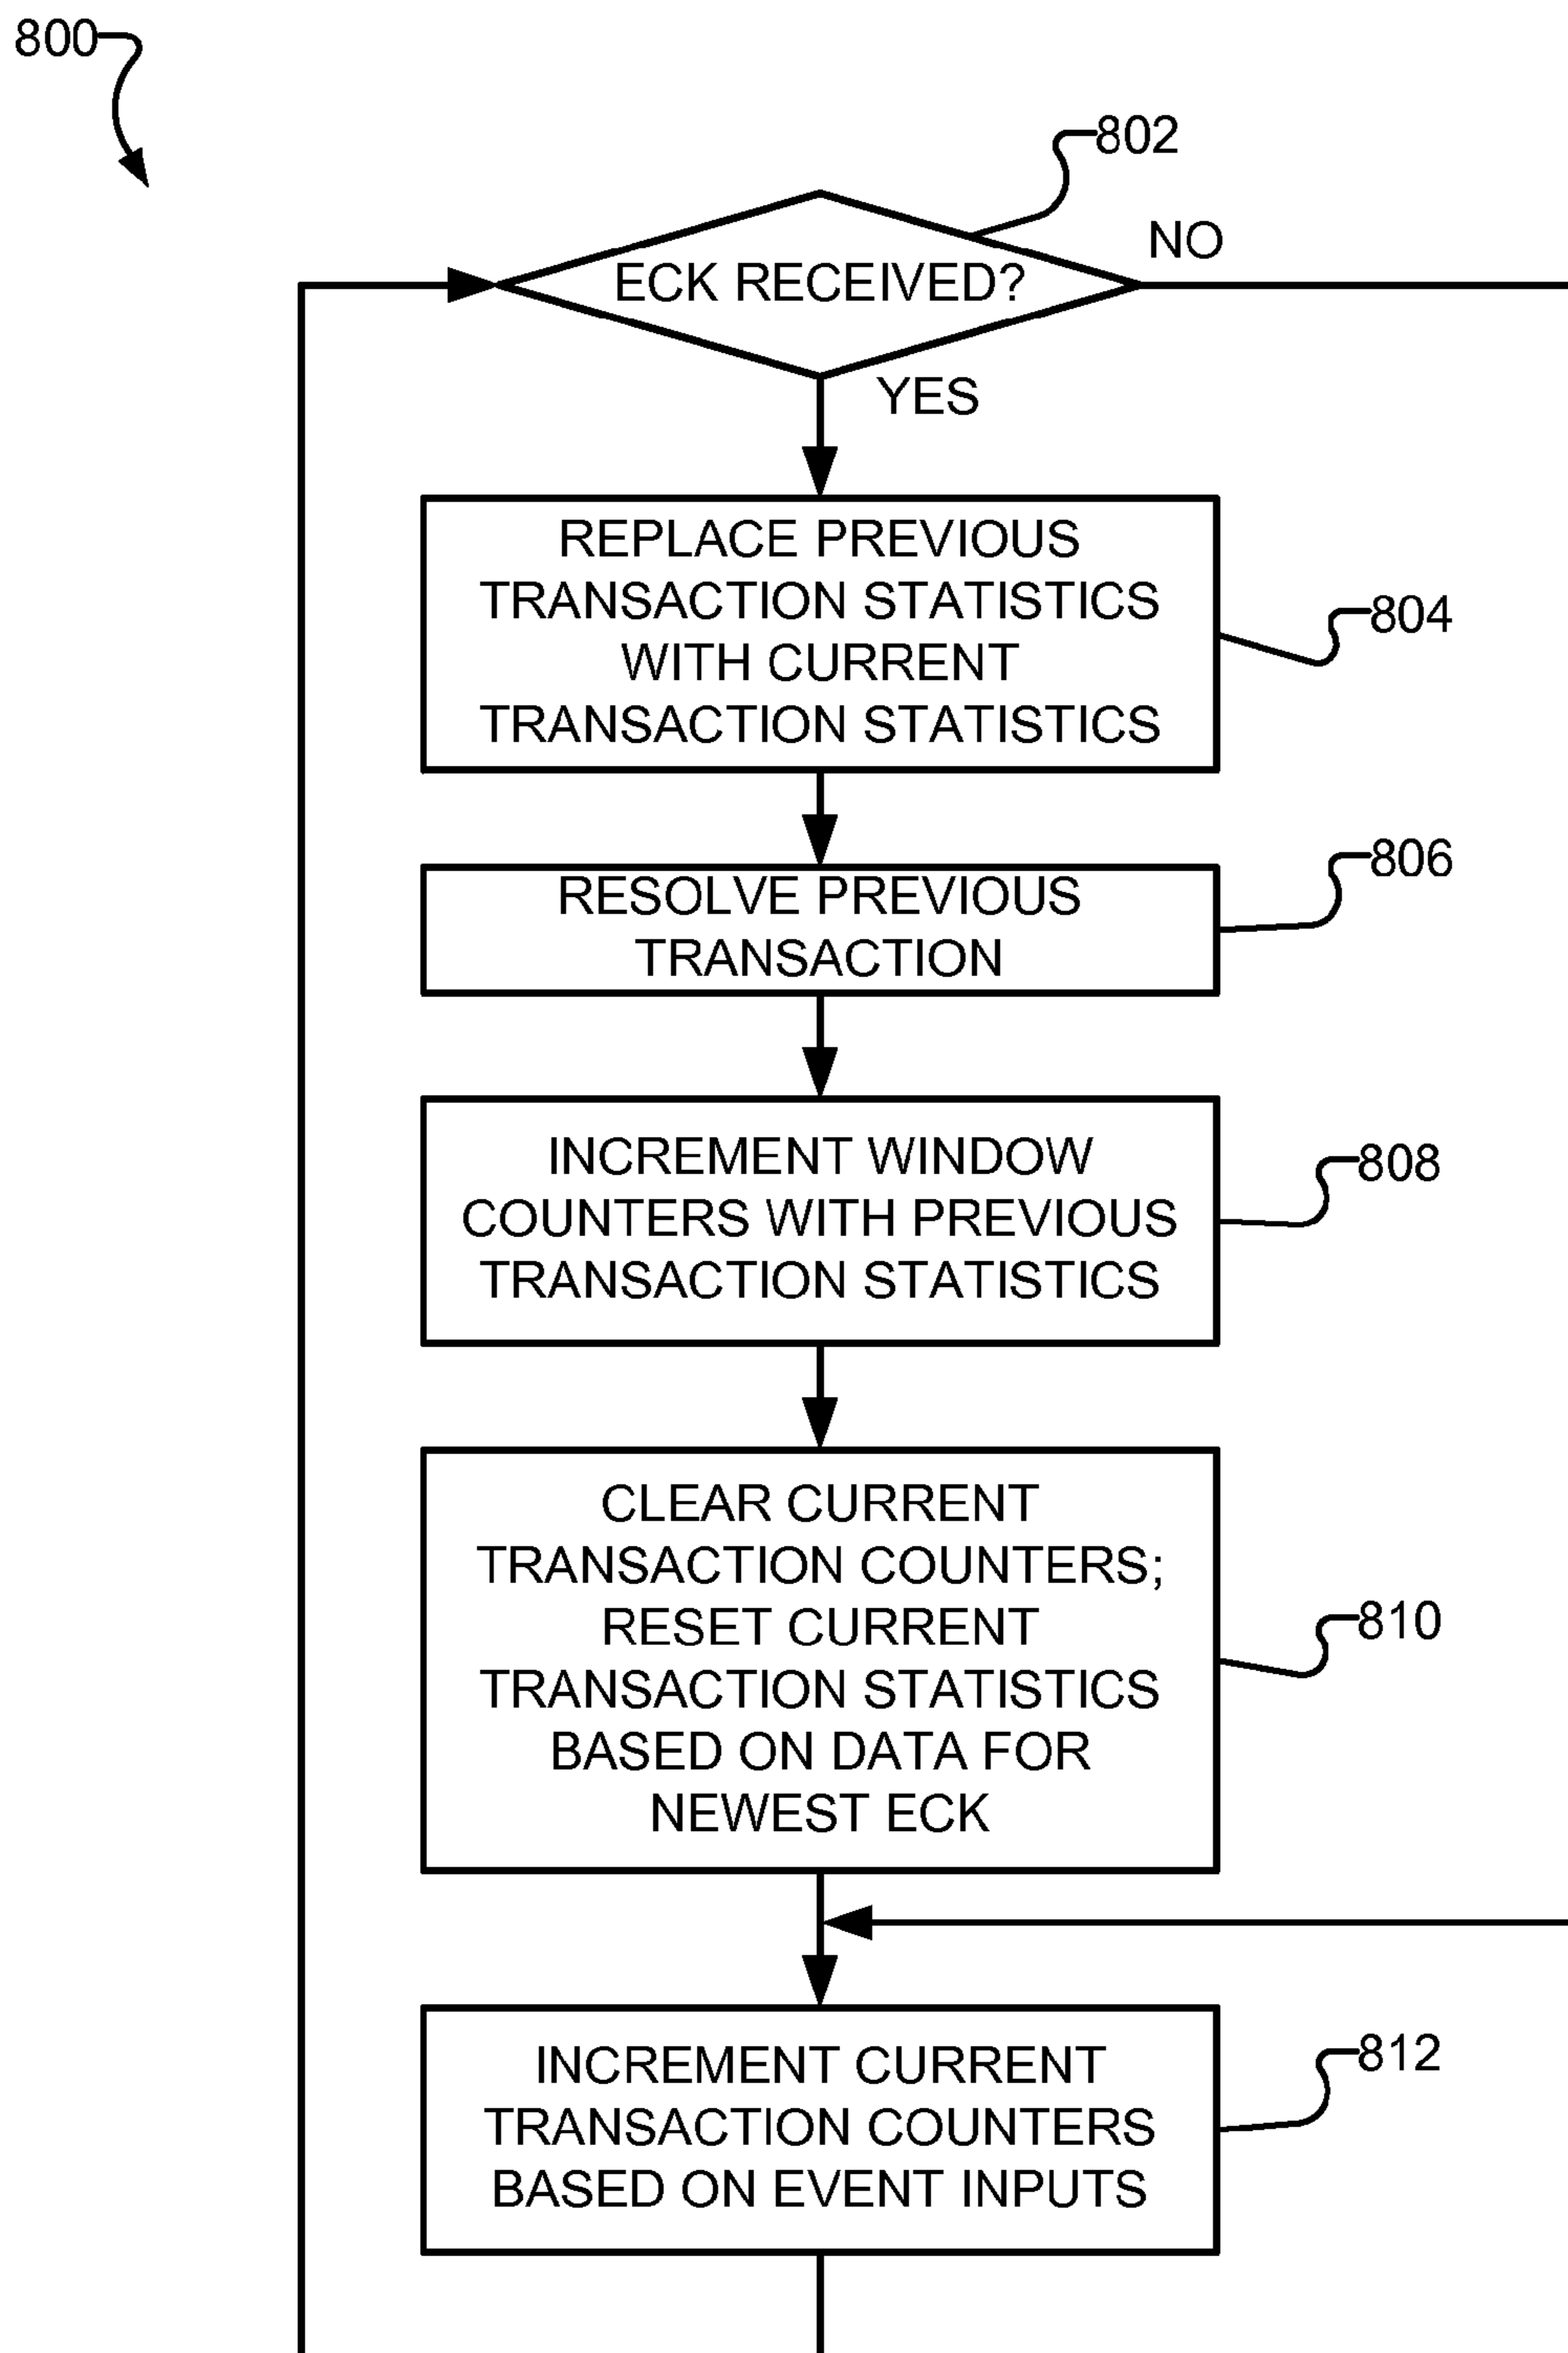 800
802
NO
ECK RECEIVED?
YES
REPLACE PREVIOUS
TRANSACTION STATISTICS
WITH CURRENT
TRANSACTION STATISTICS
804
RESOLVE PREVIOUS
TRANSACTION
806
INCREMENT WINDOW
COUNTERS WITH PREVIOUS
TRANSACTION STATISTICS
808
CLEAR CURRENT
TRANSACTION COUNTERS;
RESET CURRENT
TRANSACTION STATISTICS
BASED ON DATA FOR
NEWEST ECK
810
INCREMENT CURRENT
TRANSACTION COUNTERS
BASED ON EVENT INPUTS
812